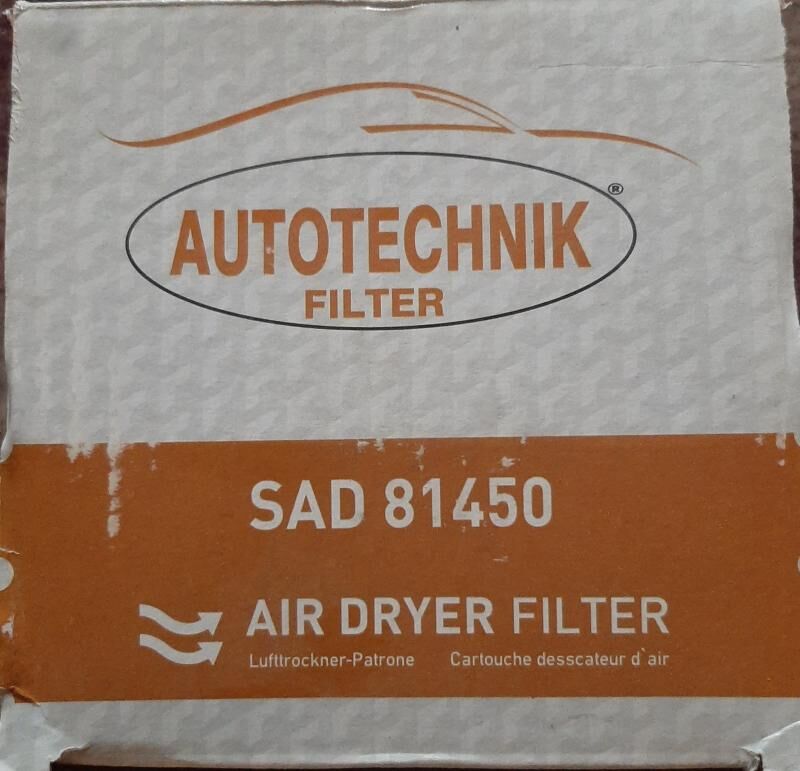 AUTOTECHNIK®
FILTER
SAD 81450
AIR DRYER FILTER
Lufttrockner-Patrone Cartouche desscateur d`air